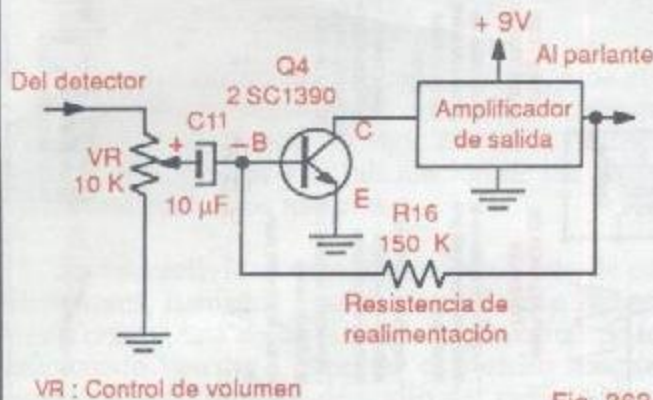 + 9V
Al parlante
Del detector
Q4
2 SC1390
Amplificador
de salida
C11
+
– B
C
VR
10 K
10 µF
E
R16
150 K
Resistencia de
realimentación
VR : Control de volumen